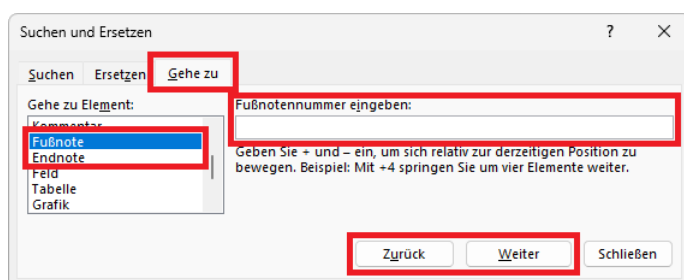 Suchen und Ersetzen ? ×
Suchen Ersetzen Gehe zu
Gehe zu Element:
Kommentar
Fußnote
Endnote
Feld
Tabelle
Grafik
Fußnotennummer eingeben:
Geben Sie + und – ein, um sich relativ zur derzeitigen Position zu
bewegen. Beispiel: Mit +4 springen Sie um vier Elemente weiter.
Zurück Weiter Schließen